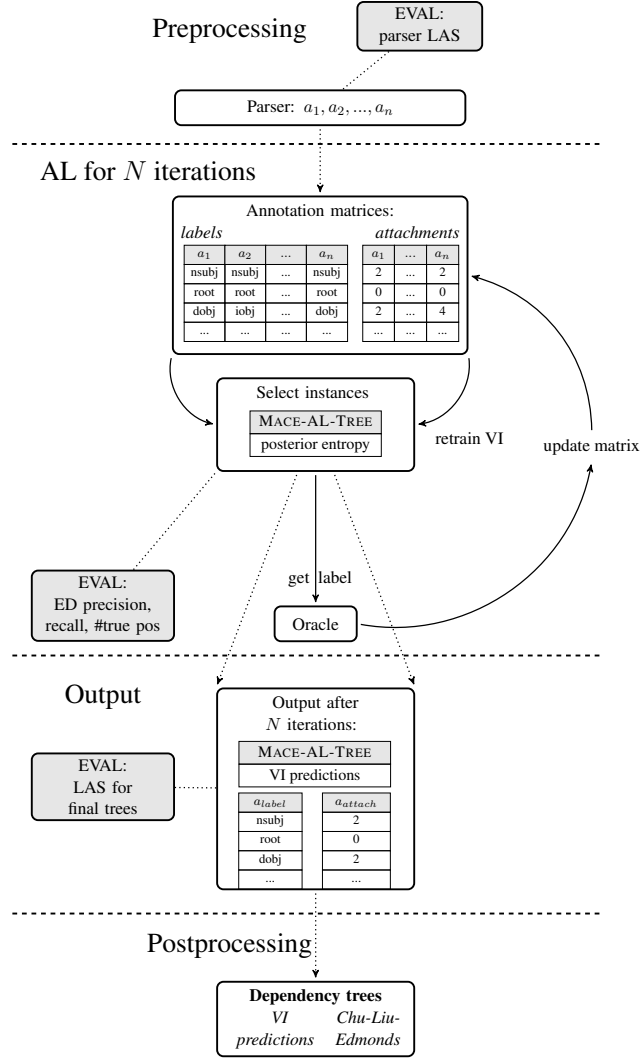 Preprocessing
EVAL:
parser LAS
Parser: a1, a2, ..., an
AL for N iterations
Annotation matrices:
labels attachments
a1 a2 ... an a1 ... an
nsubj nsubj ... nsubj 2 ... 2
root root ... root 0 ... 0
dobj iobj ... dobj 2 ... 4
... ... ... ... ... ... ...
Select instances
MACE-AL-TREE
posterior entropy
retrain VI
update matrix
EVAL:
ED precision,
recall, #true pos
get label
Oracle
Output
Output after
N iterations:
MACE-AL-TREE
VI predictions
EVAL:
LAS for
final trees
alabel aattach
nsubj 2
root 0
dobj 2
... ...
Postprocessing
Dependency trees
VI Chu-Liu-
predictions Edmonds